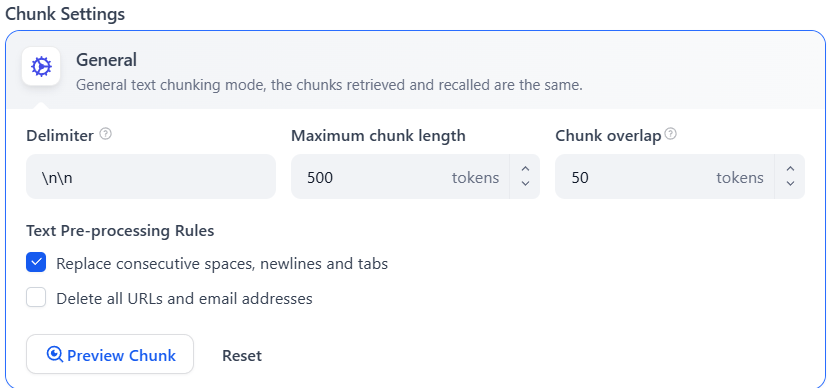 Chunk Settings
General
General text chunking mode, the chunks retrieved and recalled are the same.
Delimiter ?
Maximum chunk length
Chunk overlap ?
\n\n
500 tokens
50 tokens
Text Pre-processing Rules
Replace consecutive spaces, newlines and tabs
Delete all URLs and email addresses
Preview Chunk
Reset